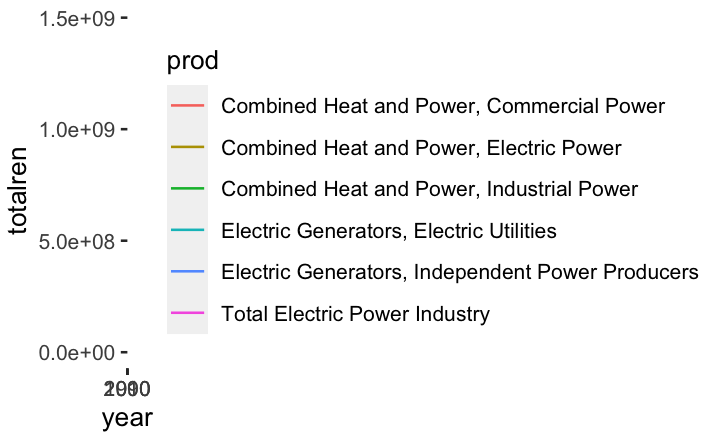 1.5e+09
prod
Combined Heat and Power, Commercial Power
1.0e+09
Combined Heat and Power, Electric Power
totalren
Combined Heat and Power, Industrial Power
5.0e+08
Electric Generators, Electric Utilities
Electric Generators, Independent Power Producers
Total Electric Power Industry
0.0e+00
year